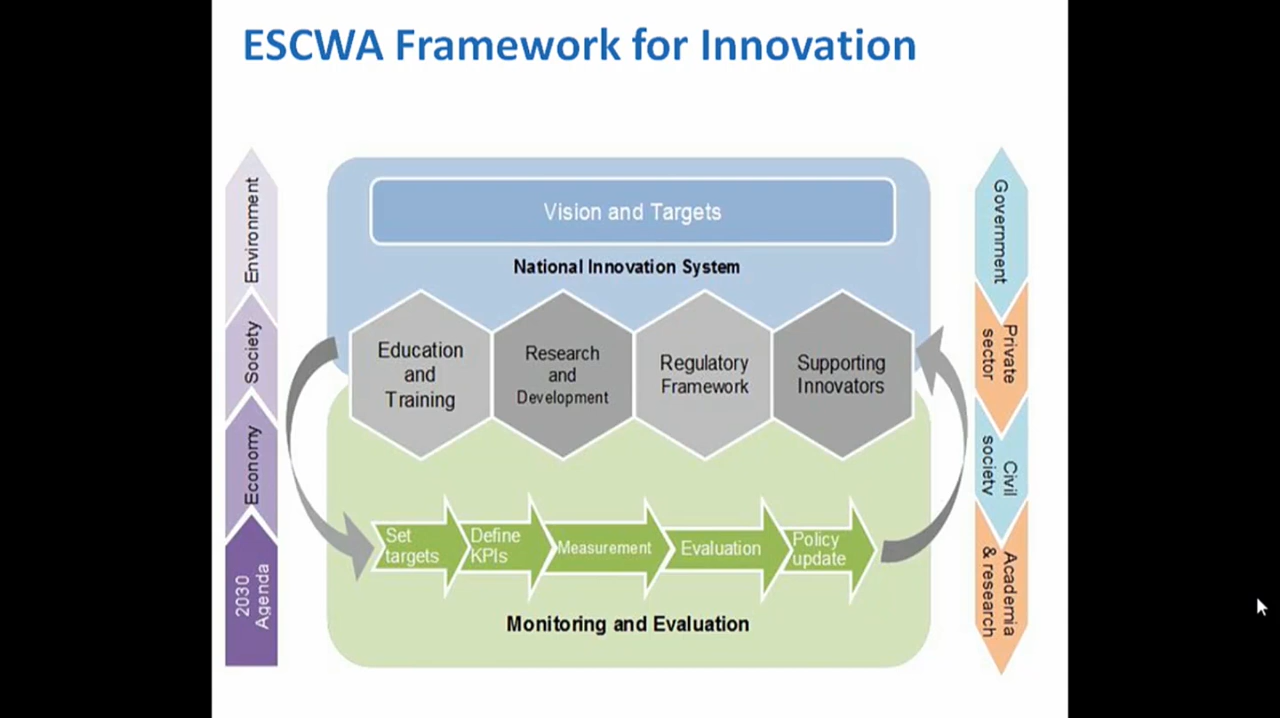 ESCWA Framework for Innovation
Environment
Society
Economy
2030
Agenda
Vision and Targets
National Innovation System
Education
and
Training
Research
and
Development
Regulatory
Framework
Supporting
Innovators
Set
targets
Define
KPIs
Measurement
Evaluation
Policy
update
Monitoring and Evaluation
Government
Private
sector
Civil
society
Academia
& research